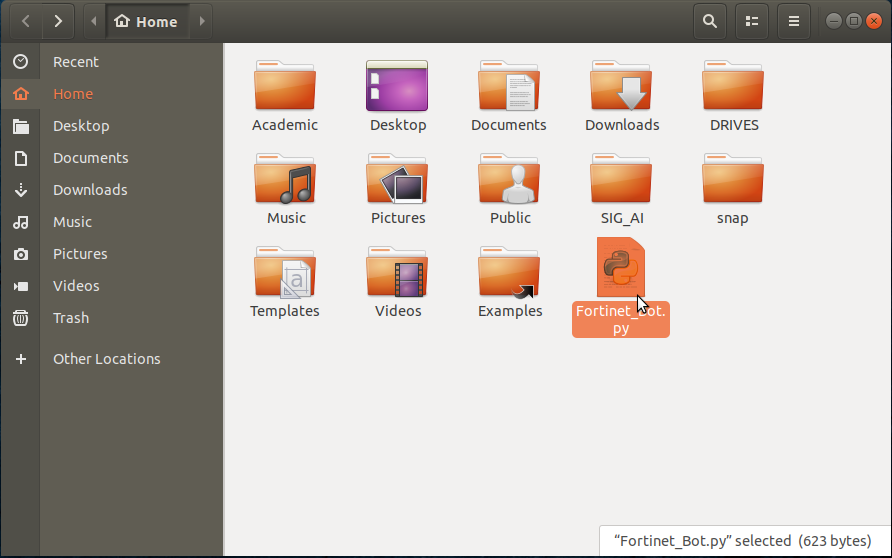 Home
Recent
Home
Desktop
Documents
Downloads
Music
Pictures
Videos
Trash
Other Locations
Academic
Desktop
Documents
Downloads
DRIVES
Music
Pictures
Public
SIG_AI
snap
a
Templates
Videos
Examples
Fortinet_Bot.
py
“Fortinet_Bot.py” selected (623 bytes)